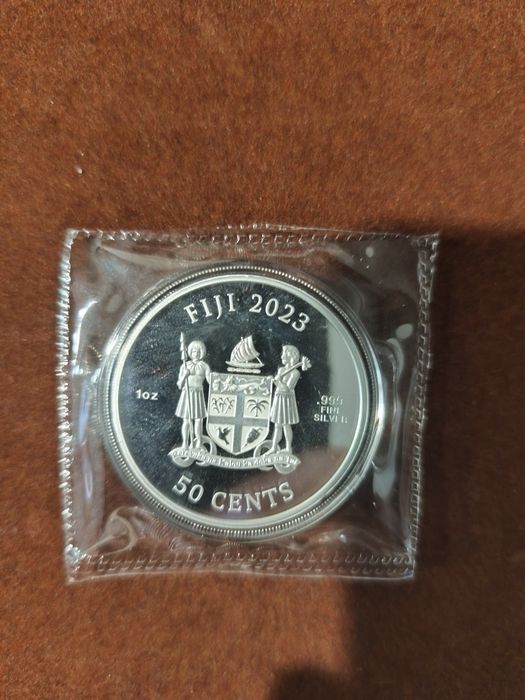 FIJI 2023
1oz
.999
FINE
SILVER
50 CENTS